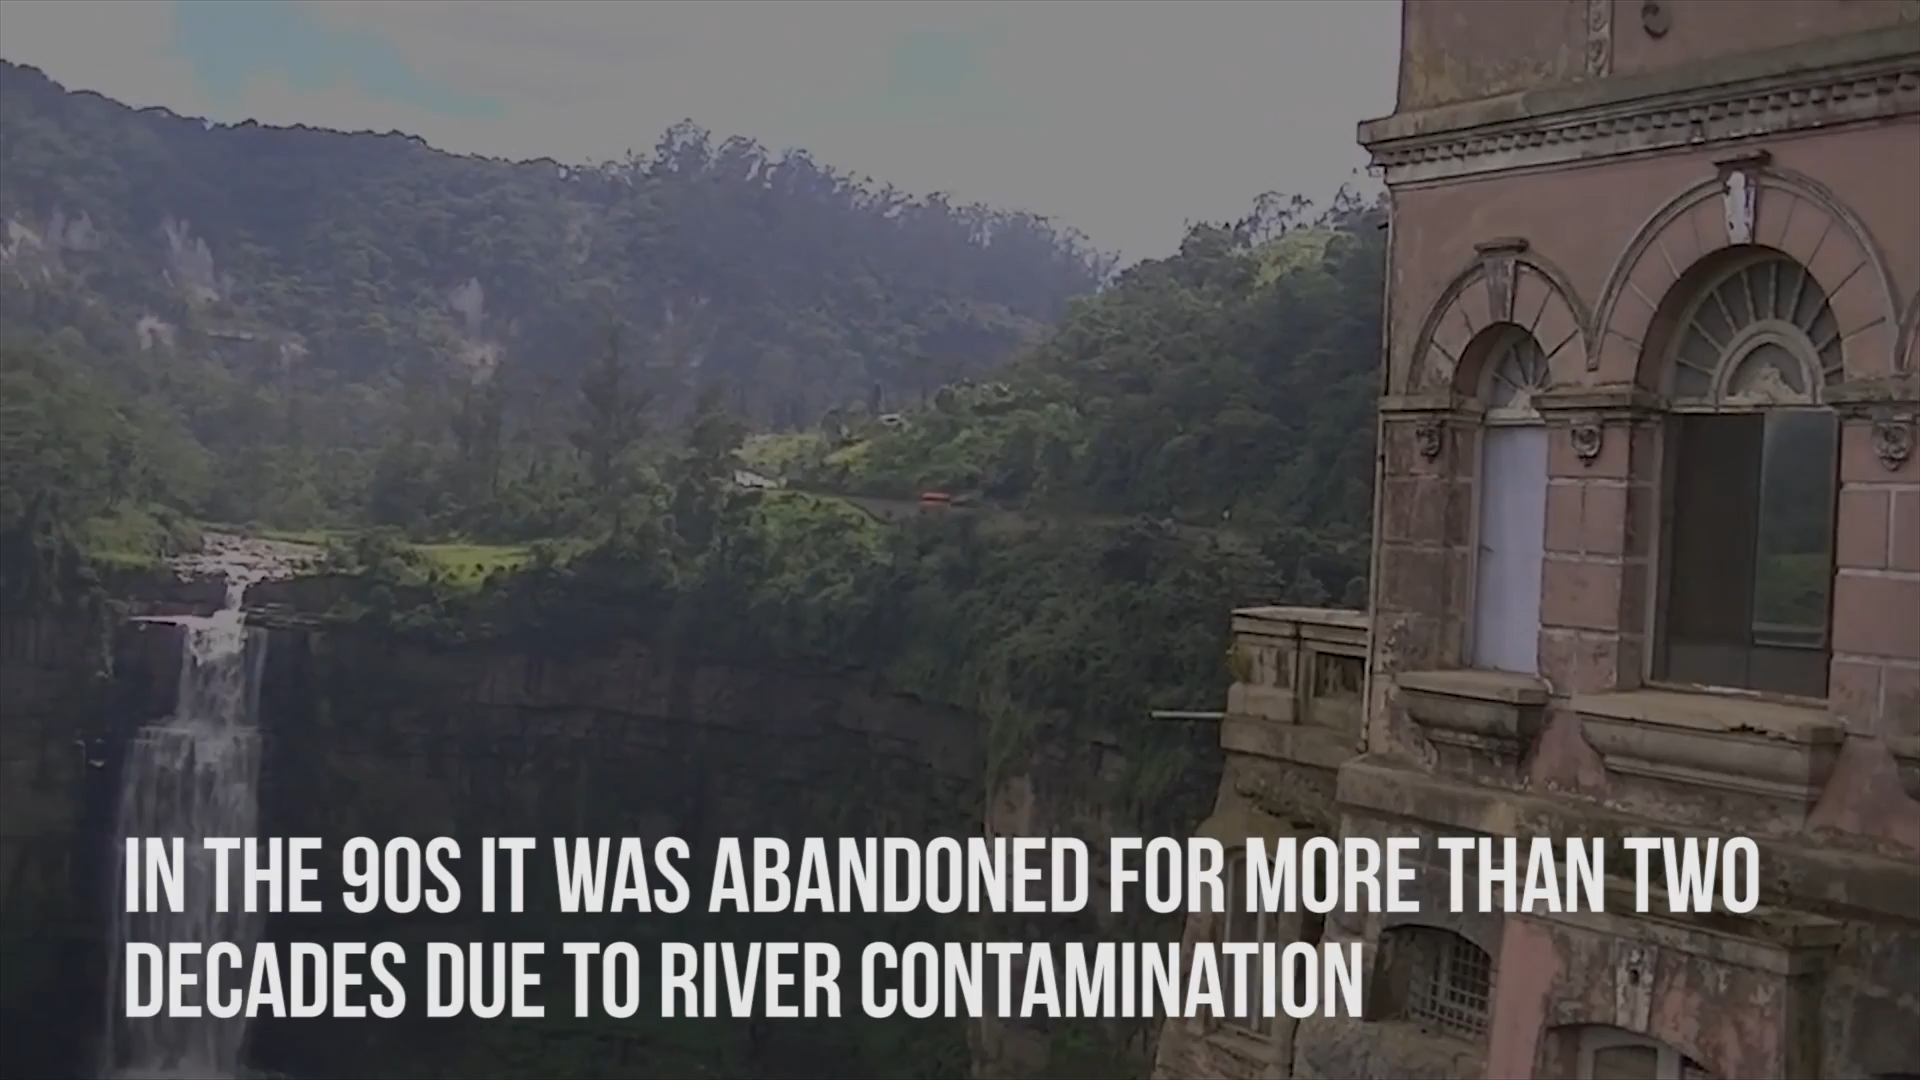 IN THE 90S IT WAS ABANDONED FOR MORE THAN TWO
DECADES DUE TO RIVER CONTAMINATION